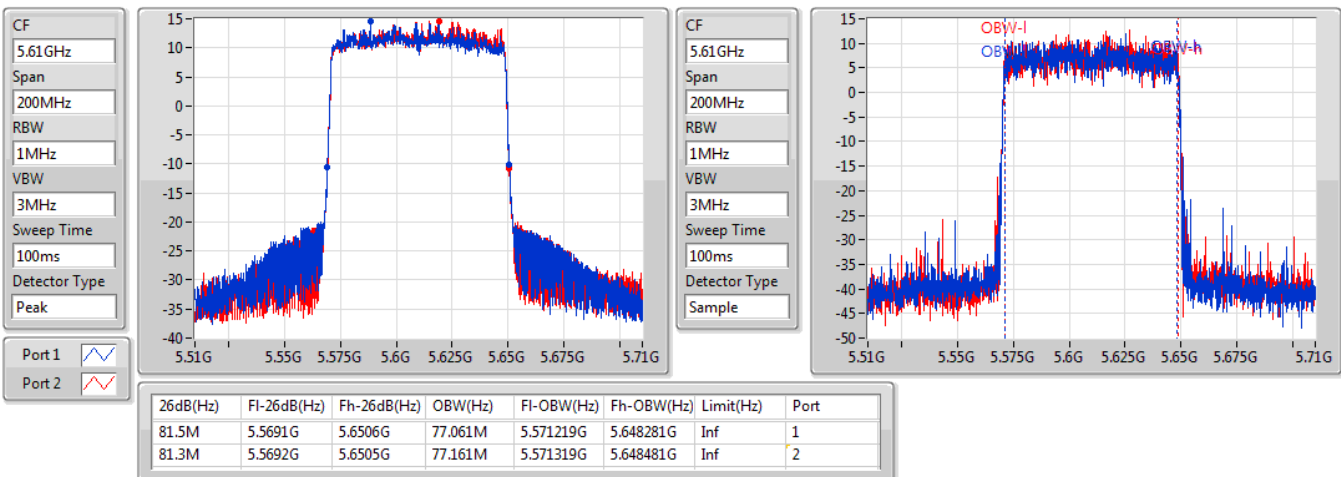 CF
5.61GHz
Span
200MHz
RBW
1MHz
VBW
3MHz
Sweep Time
100ms
Detector Type
Peak
Port 1
Port 2
15
10
5
0
-5
-10
-15
-20
-25
-30
-35
-40
5.51G 5.55G 5.575G 5.6G 5.625G 5.65G 5.675G 5.71G
CF
5.61GHz
Span
200MHz
RBW
1MHz
VBW
3MHz
Sweep Time
100ms
Detector Type
Sample
15
10
5
0
-5
-10
-15
-20
-25
-30
-35
-40
-45
-50
OBW-l
OBW-h
5.51G 5.55G 5.575G 5.6G 5.625G 5.65G 5.675G 5.71G
26dB(Hz) Fl-26dB(Hz) Fh-26dB(Hz) OBW(Hz) Fl-OBW(Hz) Fh-OBW(Hz) Limit(Hz) Port
81.5M 5.5691G 5.6506G 77.061M 5.571219G 5.648281G Inf 1
81.3M 5.5692G 5.6505G 77.161M 5.571319G 5.648481G Inf 2